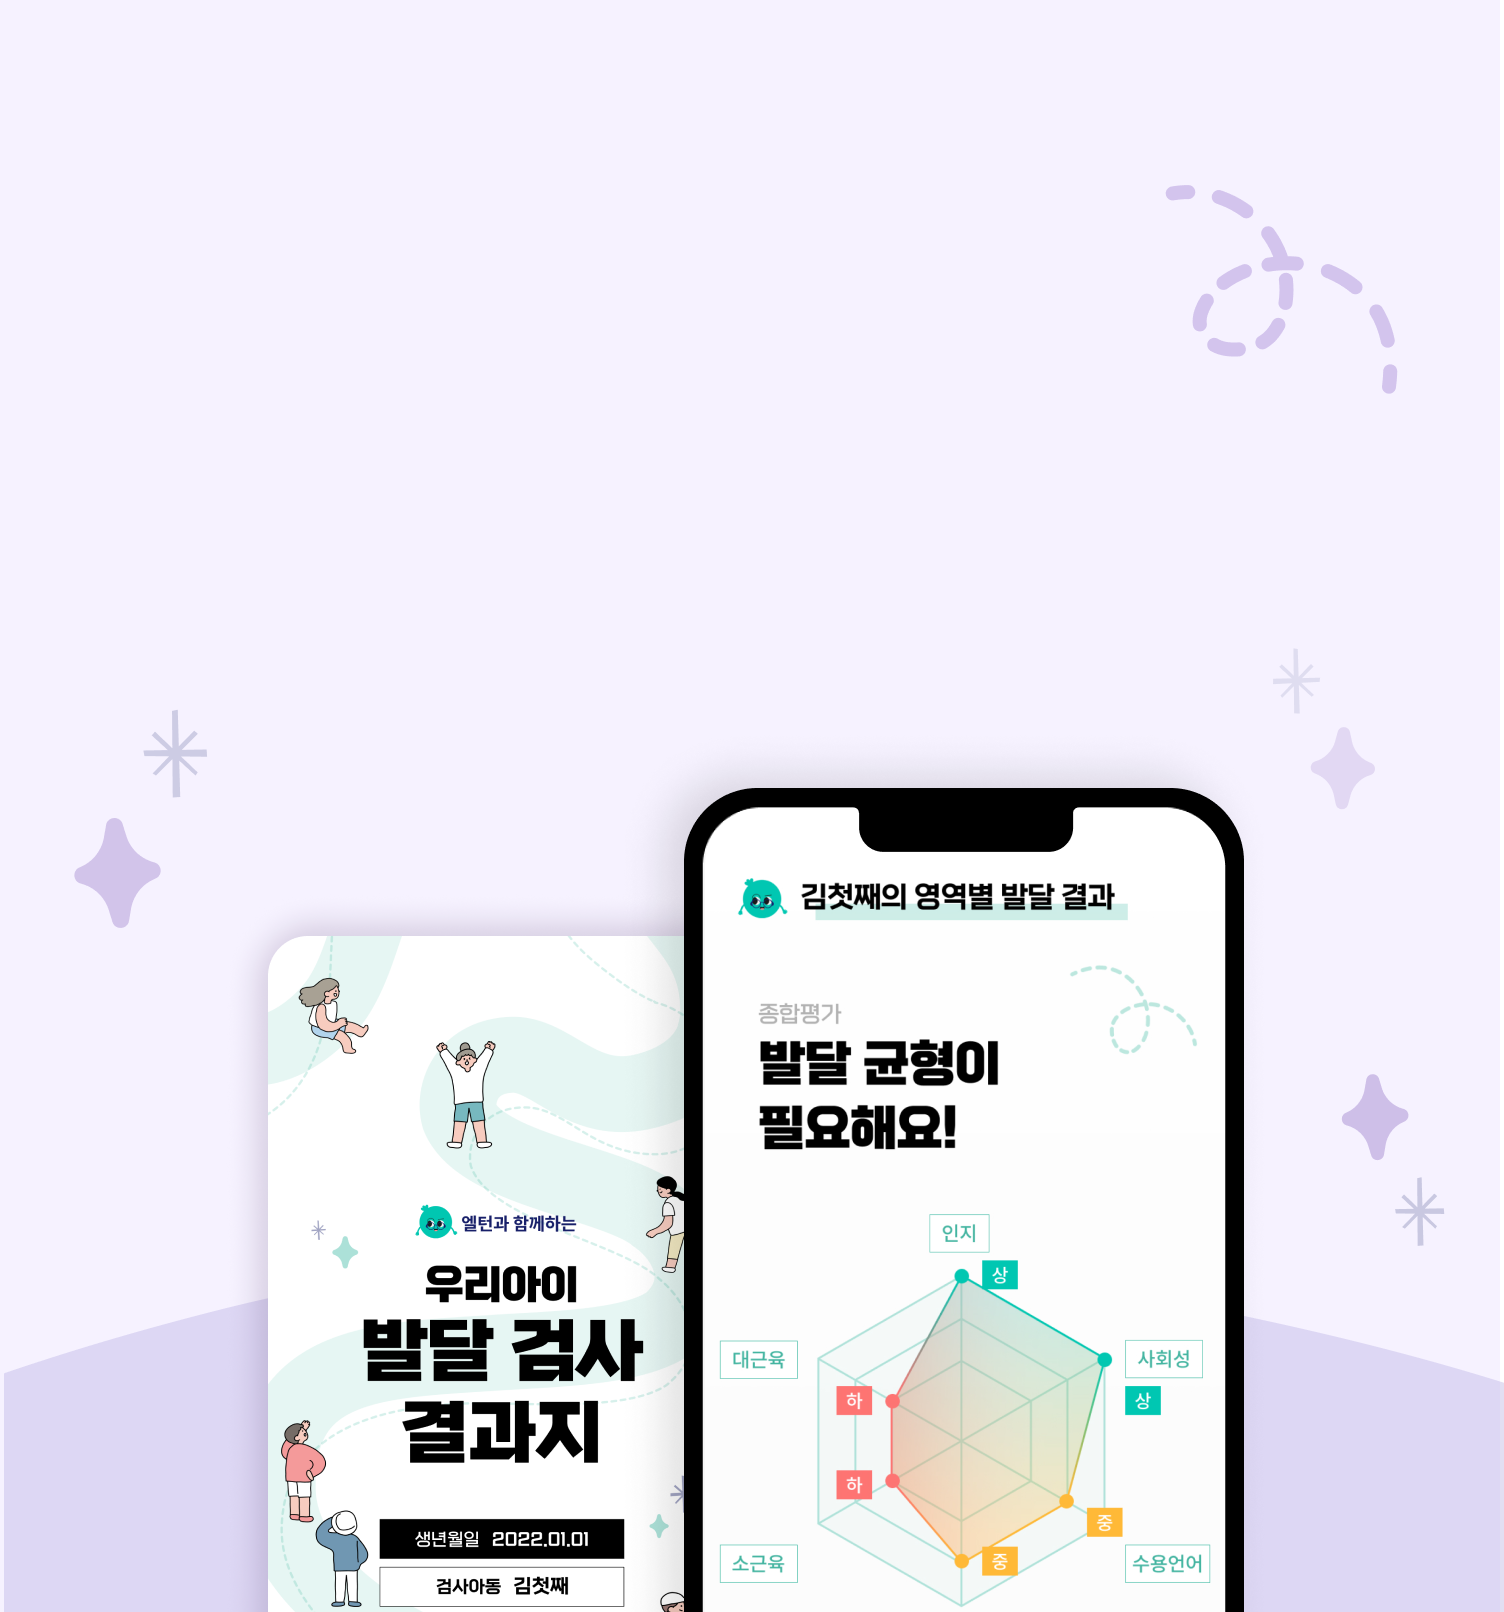 김첫째의 영역별 발달 결과
종합평가
발달 균형이
필요해요!
인지
상
대근육
사회성
하
상
하
중
중
소근육
수용언어
엘턴과 함께하는
우리아이
발달 검사
결과지
생년월일 2022.01.01
검사아동 김첫째